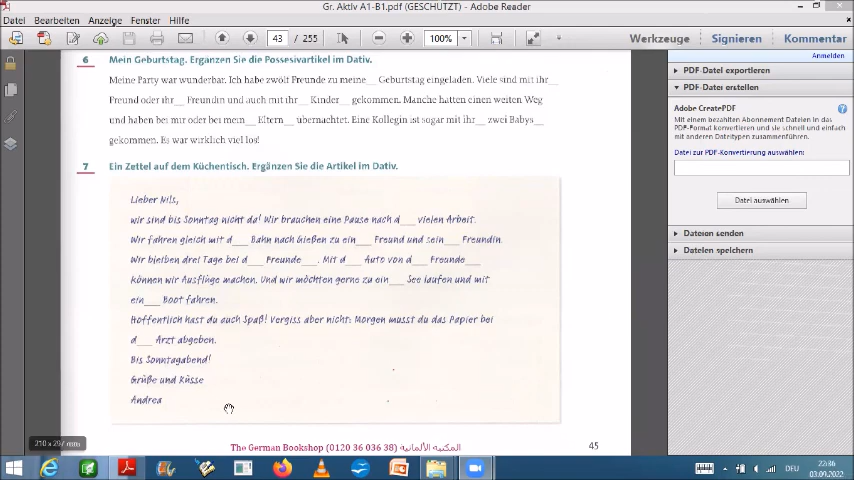 Gr. Aktiv A1-B1.pdf (GESCHÜTZT) - Adobe Reader
Datei Bearbeiten Anzeige Fenster Hilfe
43 / 255 100% Werkzeuge Signieren Kommentar
Anmelden
6 Mein Geburtstag. Ergänzen Sie die Possesivartikel im Dativ.
Meine Party war wunderbar. Ich habe zwölf Freunde zu meine__ Geburtstag eingeladen. Viele sind mit ihr__
Freund oder ihr__ Freundin und auch mit ihr__ Kinder__ gekommen. Manche hatten einen weiten Weg
und haben bei mir oder bei mein__ Eltern__ übernachtet. Eine Kollegin ist sogar mit ihr__ zwei Babys__
gekommen. Es war wirklich viel los!
7 Ein Zettel auf dem Küchentisch. Ergänzen Sie die Artikel im Dativ.
Lieber Nils,
wir sind bis Sonntag nicht da! Wir brauchen eine Pause nach d___ vielen Arbeit.
Wir fahren gleich mit d___ Bahn nach Gießen zu ein___ Freund und sein___ Freundin.
Wir bleiben drei Tage bei d___ Freunde___. Mit d___ Auto von d___ Freunde___
können wir Ausflüge machen. Und wir möchten gerne zu ein___ See laufen und mit
ein___ Boot fahren.
Hoffentlich hast du auch Spaß! Vergiss aber nicht: Morgen musst du das Papier bei
d___ Arzt abgeben.
Bis Sonntagabend!
Grüße und Küsse
Andrea
The German Bookshop (0120 36 036 38) المكتبة الألمانية
45
210 x 297 mm
PDF-Datei exportieren
PDF-Datei erstellen
Adobe CreatePDF
Mit einem bezahlten Abonnement Dateien in das
PDF-Format konvertieren und sie schnell und einfach
mit anderen Dateitypen zusammenführen.
Datei zur PDF-Konvertierung auswählen:
Datei auswählen
Dateien senden
Dateien speichern
DEU
22:36
03.09.2022